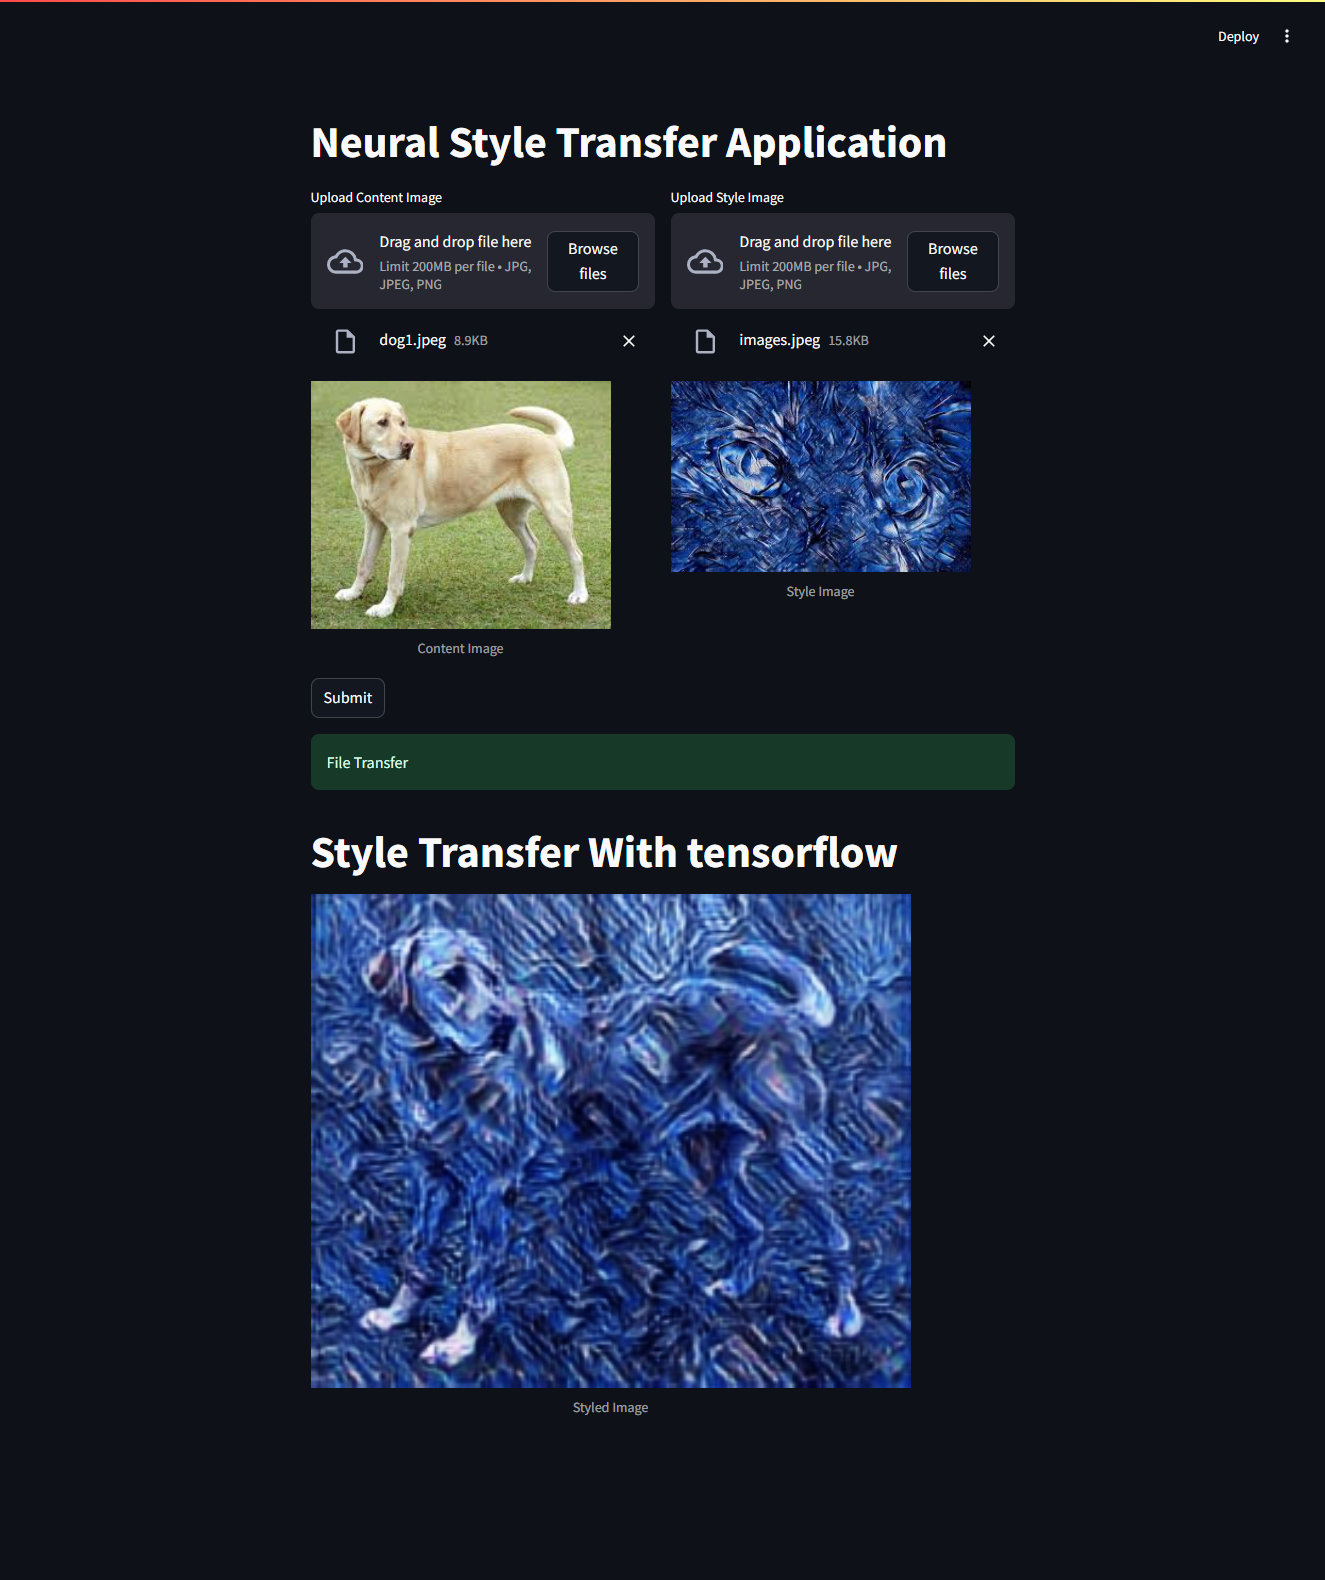 Deploy
Neural Style Transfer Application
Upload Content Image
Drag and drop file here
Limit 200MB per file • JPG,
JPEG, PNG
Browse
files
dog1.jpeg 8.9KB
Content Image
Upload Style Image
Drag and drop file here
Limit 200MB per file • JPG,
JPEG, PNG
Browse
files
images.jpeg 15.8KB
Style Image
Submit
File Transfer
Style Transfer With tensorflow
Styled Image